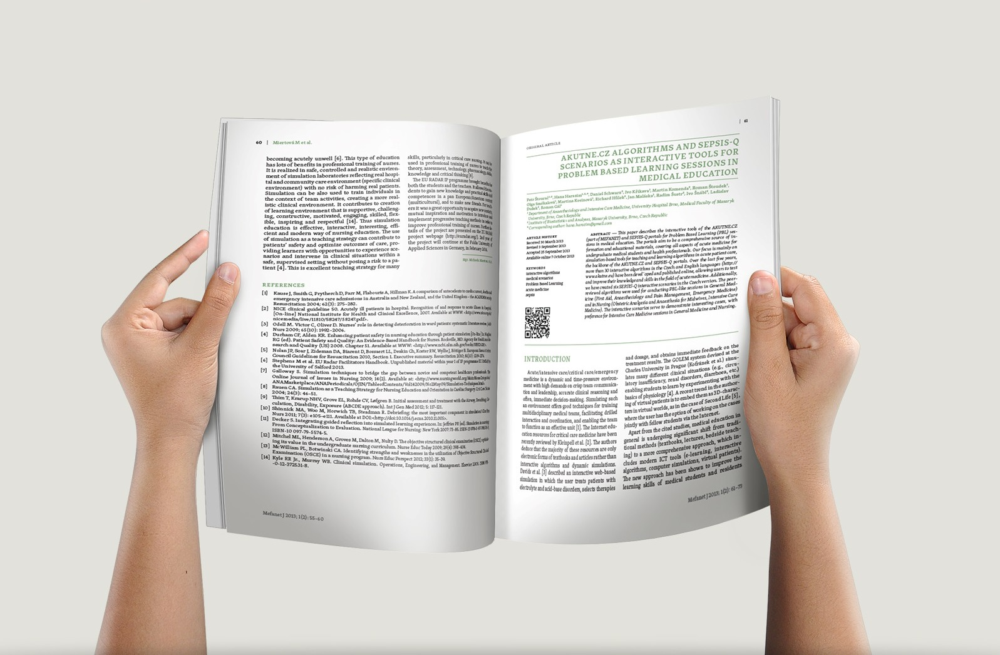 60 | Miertová M et al.
becoming acutely unwell [6]. This type of education
has lots of benefits in professional training of nurses.
It is realized in safe, controlled and realistic environ-
ment of simulation laboratories reflecting real hospi-
tal and community care environment (specific clinical
environment) with no risk of harming real patients.
Simulation can be also used to train individuals in
the context of team activities, creating a more real-
istic clinical environment. It contributes to creation
of learning environment that is supportive, challeng-
ing, constructive, motivated, engaging, skilled, flex-
ible, inspiring and respectful [14]. Thus simulation
education is effective, interactive, interesting, effi-
cient and modern way of nursing education. The use
of simulation as a teaching strategy can contribute to
patients' safety and optimize outcomes of care, pro-
viding learners with opportunities to experience sce-
narios and intervene in clinical situations within a
safe, supervised setting without posing a risk to a pa-
tient [4]. This is excellent teaching strategy for many
skills, particularly in critical care nursing. It can be
used in professional training of nurses to teach the
theory, assessment, technology, pharmacology, skills,
knowledge and critical thinking [8].
The EU RADAR IP programme brought benefits to
both the students and the teachers. It allowed the stu-
dents to gain new knowledge and practical skills and
competences in a pan European/American context
(multicultural), and to make new friends. For teach-
ers it was a great opportunity to acquire new contacts,
mutual inspiration and motivation to introduce and
implement progressive teaching methods in order to
improve professional training of nurses. Further de-
tails of the project are presented on the EU RADAR
project webpage (http://euradar.org/). 2nd year of
the project will continue at the Fulda University of
Applied Sciences in Germany, in February 2014.
REFERENCES
[1] Kause J, Smith G, Prytherch D, Parr M, Flabouris A, Hillman K. A comparison of antecedents to cardiac arrest, deaths and
emergency intensive care admissions in Australia and New Zealand, and the United Kingdom - the ACADEMIA study.
Resuscitation 2004; 62(3): 275-282.
[2] NICE clinical guideline 50. Acutely ill patients in hospital. Recognition of and response to acute illness in
[On-line] National Institute for Health and Clinical Excellence, 2007. Available at WWW: <http://www.nice.org.uk/
nicemedia/live/11810/58247/58247.pdf>.
[3] Odell M. Victor C, Oliver D. Nurses' role in detecting deterioration in ward patients: systematic literature review. J Adv
Nurs 2009; 65(10): 1992-2006.
[4] Durham CF, Alden KR. Enhancing patient safety in nursing education through patient simulation [On-line] In: Hughes
RG (ed). Patient Safety and Quality: An Evidence-Based Handbook for Nurses. Rockville, MD: Agency for Healthcare Re-
search and Quality (US) 2008. Chapter 51. Available at WWW: <http://www.ncbi.nlm.nih.gov/books/NBK2628/>.
[5] Nolan JP, Soar J, Zideman DA, Biarent D, Bossaert LL, Deakin Ch, Koster RW, Wyllie J, Böttiger B. European Resuscitation
Council Guidelines for Resuscitation 2010, Section 1. Executive summary. Resuscitation 2010; 81(10): 1219-1276.
[6] Stephens M et al. EU Radar Facilitators Handbook. Unpublished material within year 1 of IP programme EU RADAR by
the University of Salford 2013.
[7] Galloway S. Simulation techniques to bridge the gap between novice and competent healthcare professionals. The
Online Journal of Issues in Nursing 2009; 14(2). Available at: <http://www.nursingworld.org/MainMenuCategories/
ANAMarketplace/ANAPeriodicals/OJIN/TableofContents/Vol142009/No2May09/Simulation-Techniques.html>.
[8] Rauen CA. Simulation as a Teaching Strategy for Nursing Education and Orientation in Cardiac Surgery. Crit Care Nurse
2004; 24(3): 46-51.
[9] Thim T, Krarup NHV, Grove EL, Rohde CV, Løfgren B. Initial assessment and treatment with the Airway, Breathing, Cir-
culation, Disability, Exposure (ABCDE approach). Int J Gen Med 2012; 5: 117-121.
[10] Shinnick MA, Woo M, Horwich TB, Steadman R. Debriefing: the most important component in simulation? Clin Sim
Nurs 2011; 7(3): e105-e111. Available at DOI:<http://doi:10.1016/j.ecns.2010.11.005>.
[11] Decker S. Integrating guided reflection into simulated learning experiences. In: Jeffries PR (ed). Simulation in nursing
From Conceptualization to Evaluation. National League for Nursing: New York 2007: 73-85.
ISBN-10 097-79-5574-5.
[12] Mitchel ML, Henderson A, Groves M, Dalton M, Nulty D. The objective structured clinical examination (OSCE): optimis-
ing its value in the undergraduate nursing curriculum. Nurse Educ Today 2009; 29(4): 398-404.
[13] McWilliam PL, Botwinski CA. Identifying strengths and weaknesses in the utilization of Objective Structured Clinical
Examination (OSCE) in a nursing program. Nurs Educ Perspect 2012; 33(1): 35-39.
[14] Kyle RR Jr., Murray WB. Clinical simulation. Operations, Engineering, and Management. Elsevier 2009. ISBN 978-
-0-12-372531-8.
Mefanet J 2013; 1(2): 55-60
| 61
ORIGINAL ARTICLE
AKUTNE.CZ ALGORITHMS AND SEPSIS-Q
SCENARIOS AS INTERACTIVE TOOLS FOR
PROBLEM BASED LEARNING SESSIONS IN
MEDICAL EDUCATION
Petr Štourač¹,², Hana Harazim¹,²,*, Daniel Schwarz², Ivo Křikava¹, Martin Komenda², Roman Štoudek¹,
Olga Smékalová¹, Martina Kosinová¹, Richard Hůlek², Jan Maláska¹, Radim Šustr¹, Ivo Šnábl², Ladislav
Dušek², Roman Gál¹
¹ Department of Anaesthesiology and Intensive Care Medicine, University Hospital Brno, Medical Faculty of Masaryk
University, Brno, Czech Republic
² Institute of Biostatistics and Analyses, Masaryk University, Brno, Czech Republic
* Corresponding author: hana.harazim@gmail.com
ARTICLE HISTORY
Received 30 March 2013
Revised 3 September 2013
Accepted 25 September 2013
Available online 7 October 2013
KEYWORDS
interactive algorithms
medical scenarios
Problem Based Learning
acute medicine
sepsis
ABSTRACT — This paper describes the interactive tools of the AKUTNE.CZ
(part of MEFANET) and SEPSIS-Q portals for Problem Based Learning (PBL) ses-
sions in medical education. The portals aim to be a comprehensive source of in-
formation and educational materials, covering all aspects of acute medicine for
undergraduate medical students and health professionals. Our focus is mainly on
simulation-based tools for teaching and learning algorithms in acute patient care,
the backbone of the AKUTNE.CZ and SEPSIS-Q portals. Over the last five years,
more than 30 interactive algorithms in the Czech and English languages (http://
www.akutne.eu) have been developed and published online, allowing users to test
and improve their knowledge and skills in the field of acute medicine. Additionally,
we have created six SEPSIS-Q interactive scenarios in the Czech version. The peer-
reviewed algorithms were used for conducting PBL-like sessions in General Med-
icine (First Aid, Anaesthesiology and Pain Management, Emergency Medicine)
and in Nursing (Obstetric Analgesia and Anaesthesia for Midwives, Intensive Care
Medicine). The interactive scenarios serve to demonstrate interesting cases, with
preference for Intensive Care Medicine sessions in General Medicine and Nursing.
INTRODUCTION
Acute/intensive care/critical care/emergency
medicine is a dynamic and time-pressure environ-
ment with high demands on crisp team communica-
tion and leadership, accurate clinical reasoning and
often, immediate decision-making. Simulating such
an environment offers good techniques for training
multidisciplinary medical teams, facilitating drilled
interaction and coordination, and enabling the team
to function as an effective unit [1]. The Internet edu-
cation resources for critical care medicine have been
recently reviewed by Kleinpell et al. [2]. The authors
deduce that the majority of these resources are only
electronic forms of textbooks and articles rather than
interactive algorithms and dynamic simulations.
Davids et al. [3] described an interactive web-based
simulation in which the user treats patients with
electrolyte and acid-base disorders, selects therapies
and dosage, and obtains immediate feedback on the
treatment results. The GOLEM system devised at the
Charles University in Prague (Kofránek et al.) simu-
lates many different clinical situations (e.g., circu-
latory insufficiency, renal disorders, diarrhoea, etc.)
enabling students to learn by experimenting with the
basics of physiology [4]. A recent trend in the author-
ing of virtual patients is to embed them as 3D-charac-
ters in virtual worlds, as in the case of Second Life [5],
where the user has the option of working on the cases
jointly with fellow students via the Internet.
Apart from the cited studies, medical education in
general is undergoing significant shift from tradi-
tional methods (textbooks, lectures, bedside teach-
ing) to a more comprehensive approach, which in-
cludes modern ICT tools (e-learning, interactive
algorithms, computer simulations, virtual patients).
The new approach has been shown to improve the
learning skills of medical students and residents
Mefanet J 2013; 1(2): 61-73